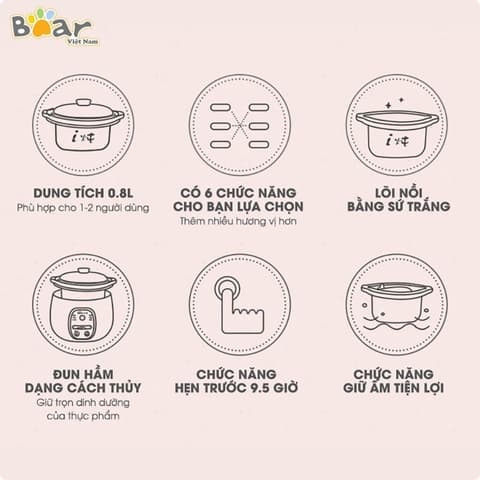 Bear
Việt Nam
DUNG TÍCH 0.8L
Phù hợp cho 1-2 người dùng
CÓ 6 CHỨC NĂNG
CHO BẠN LỰA CHỌN
Thêm nhiều hương vị hơn
LÕI NỒI
BẰNG SỨ TRẮNG
ĐUN HẦM
DẠNG CÁCH THỦY
Giữ trọn dinh dưỡng
của thực phẩm
CHỨC NĂNG
HẸN TRƯỚC 9.5 GIỜ
CHỨC NĂNG
GIỮ ẤM TIỆN LỢI